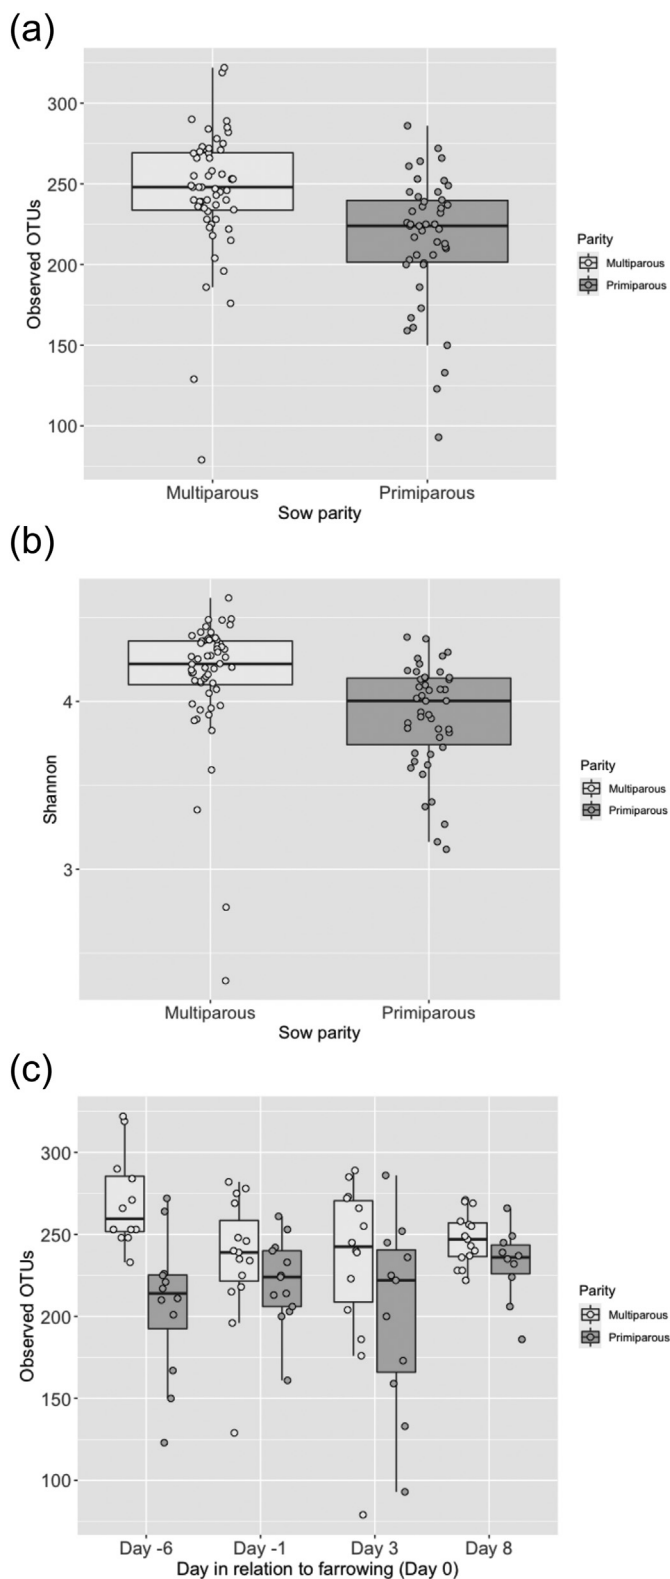 (a)
Observed OTUs
300
250
200
150
100
Multiparous Primiparous
Sow parity
Parity
Multiparous
Primiparous
(b)
Shannon
4
3
Multiparous Primiparous
Sow parity
Parity
Multiparous
Primiparous
(c)
Observed OTUs
300
250
200
150
100
Day -6 Day -1 Day 3 Day 8
Day in relation to farrowing (Day 0)
Parity
Multiparous
Primiparous